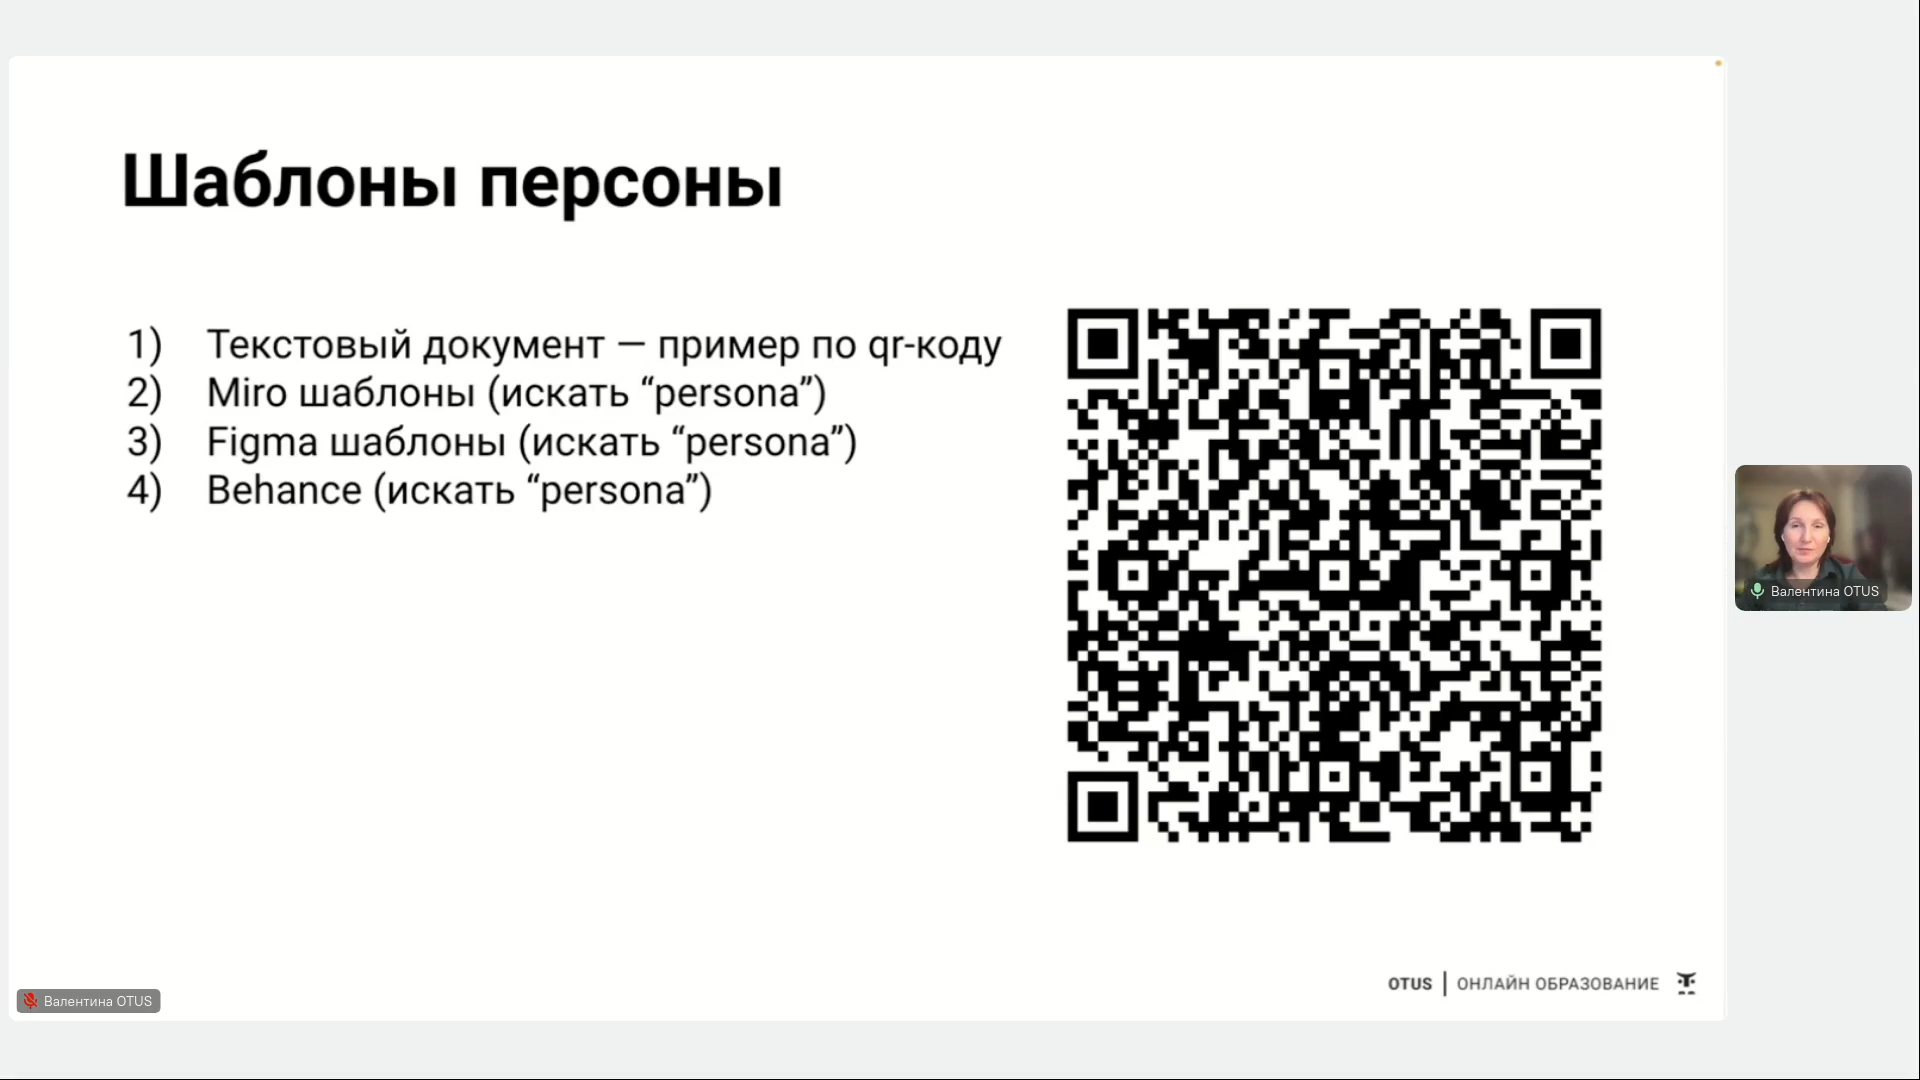 Шаблоны персоны
1) Текстовый документ — пример по qr-коду
2) Miro шаблоны (искать “persona”)
3) Figma шаблоны (искать “persona”)
4) Behance (искать “persona”)
Валентина OTUS
OTUS | ОНЛАЙН ОБРАЗОВАНИЕ
Валентина OTUS